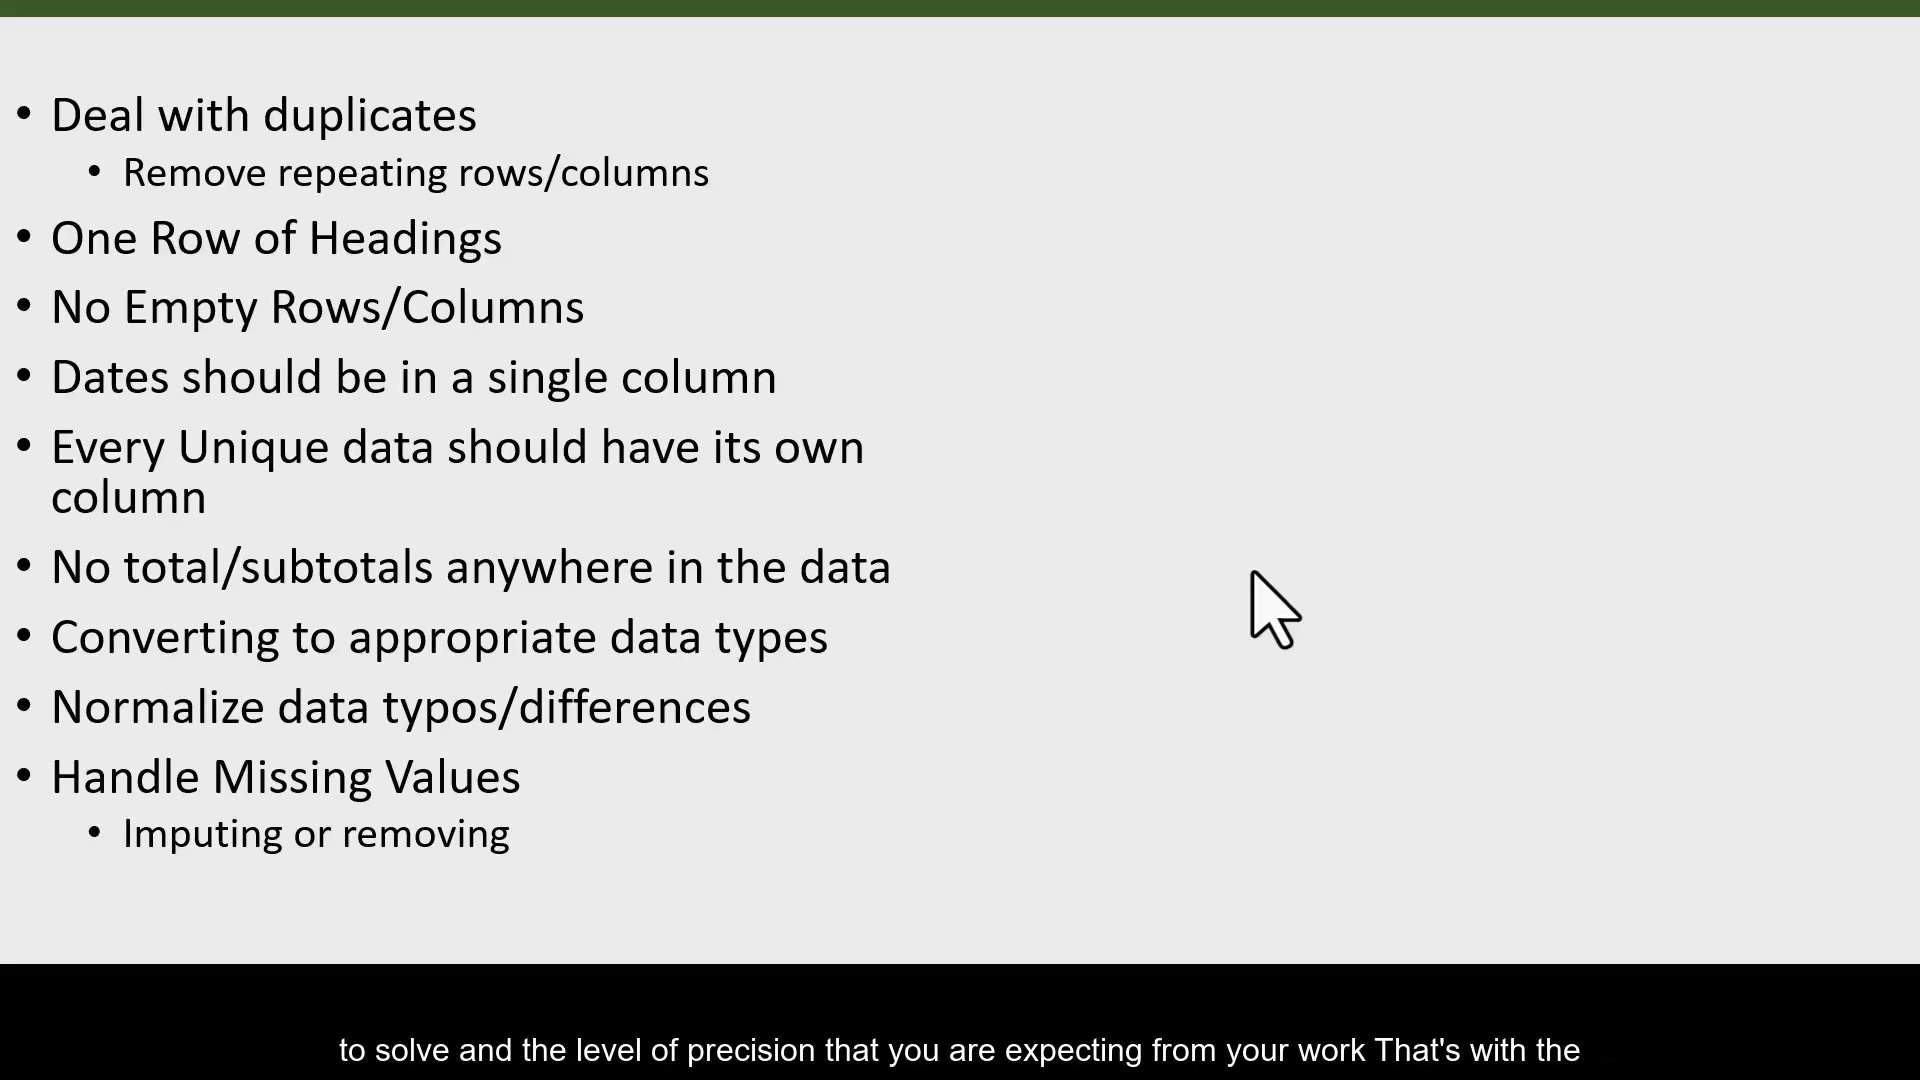 • Deal with duplicates
• Remove repeating rows/columns
• One Row of Headings
• No Empty Rows/Columns
• Dates should be in a single column
• Every Unique data should have its own
column
• No total/subtotals anywhere in the data
• Converting to appropriate data types
• Normalize data typos/differences
• Handle Missing Values
• Imputing or removing
to solve and the level of precision that you are expecting from your work That's with the